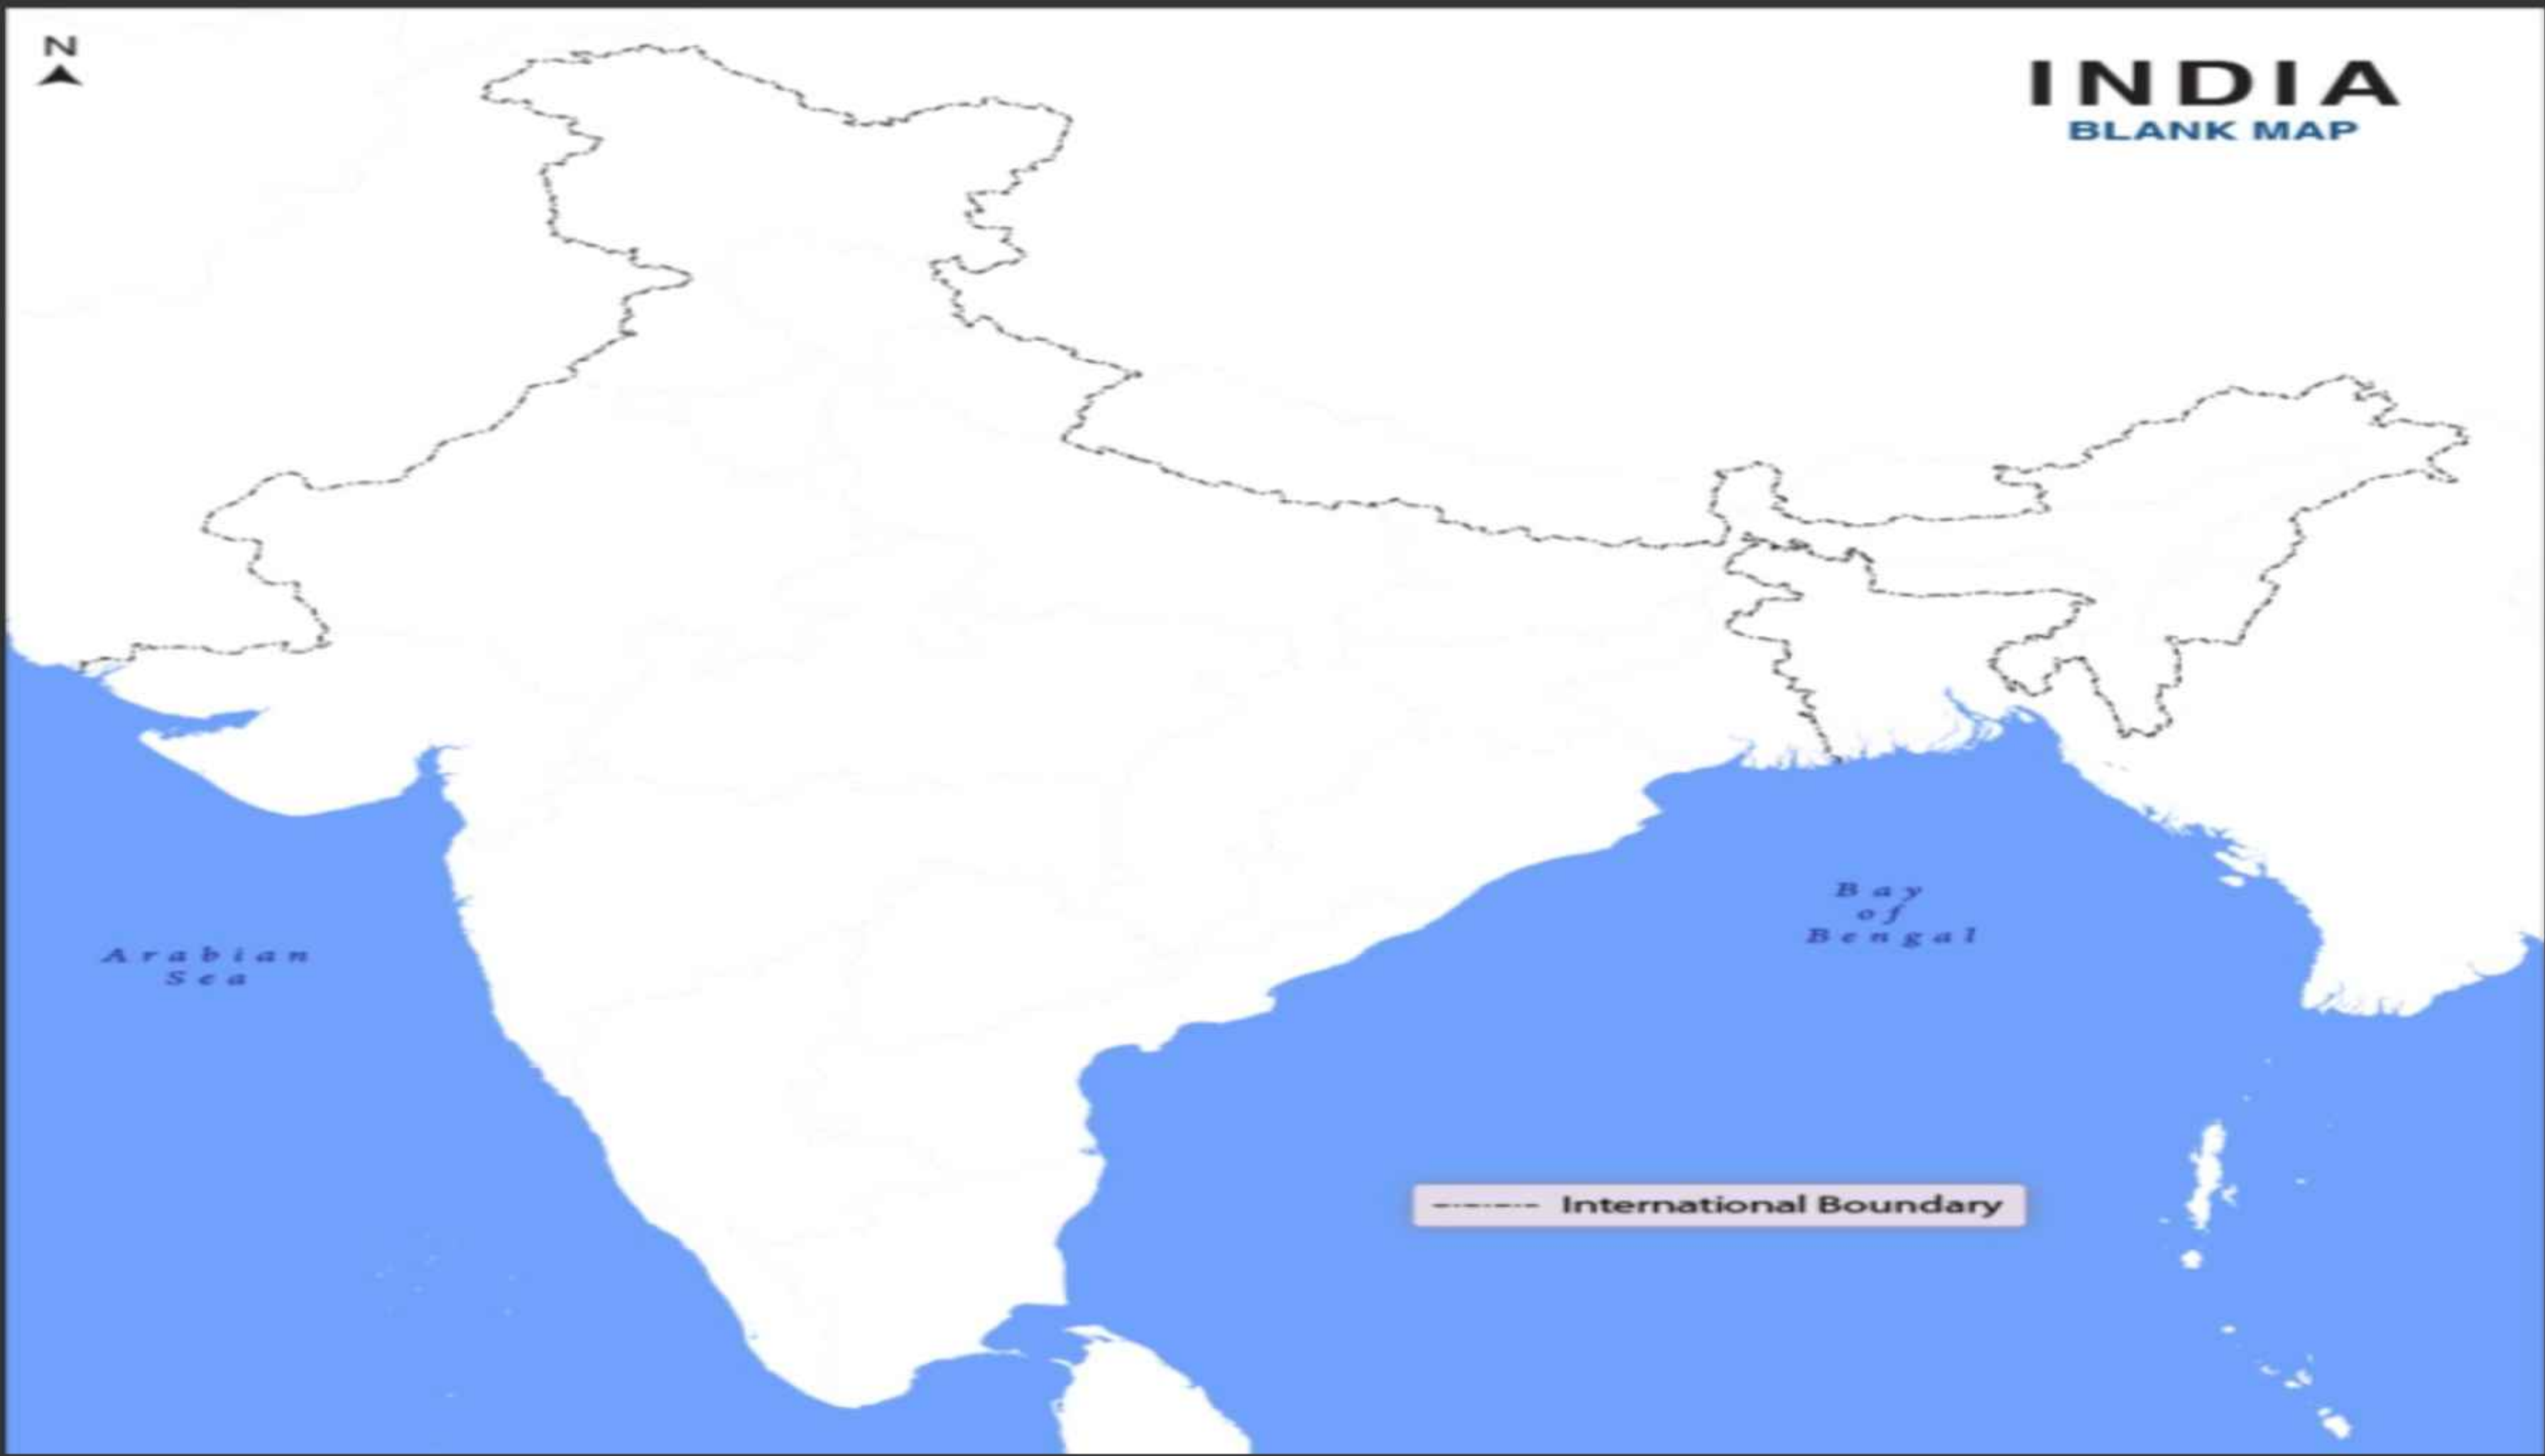 N
INDIA
BLANK MAP
Bay
of
Bengal
Arabian
Sea
International Boundary